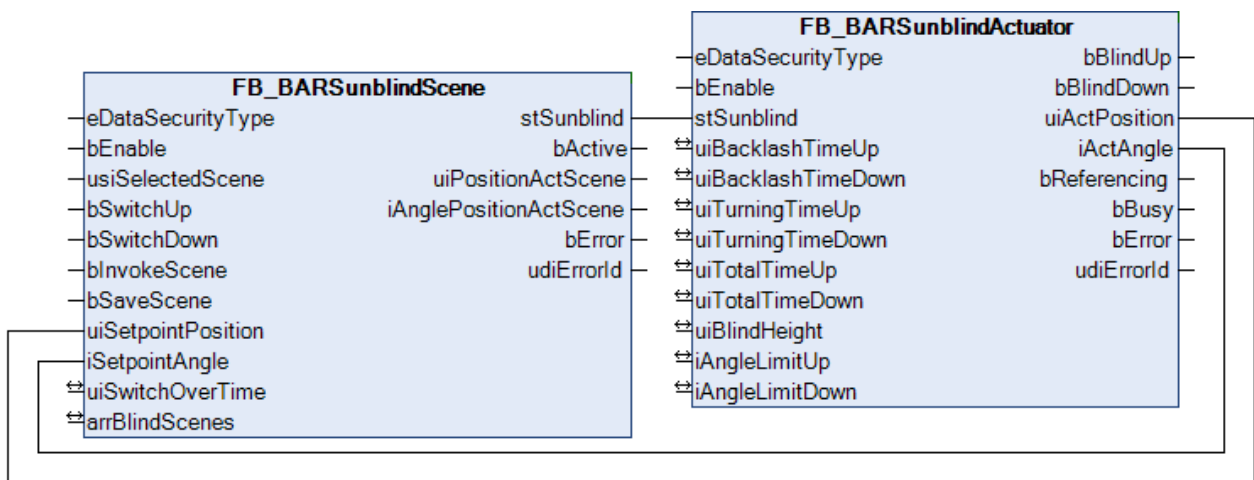 FB_BARSunblindScene
eDataSecurityType stSunblind
bEnable bActive
usiSelectedScene uiPositionActScene
bSwitchUp iAnglePositionActScene
bSwitchDown bError
bInvokeScene udiErrorId
bSaveScene
uiSetpointPosition
iSetpointAngle
uiSwitchOverTime
arrBlindScenes
FB_BARSunblindActuator
eDataSecurityType bBlindUp
bEnable bBlindDown
stSunblind uiActPosition
uiBacklashTimeUp iActAngle
uiBacklashTimeDown bReferencing
uiTurningTimeUp bBusy
uiTurningTimeDown bError
uiTotalTimeUp udiErrorId
uiTotalTimeDown
uiBlindHeight
iAngleLimitUp
iAngleLimitDown